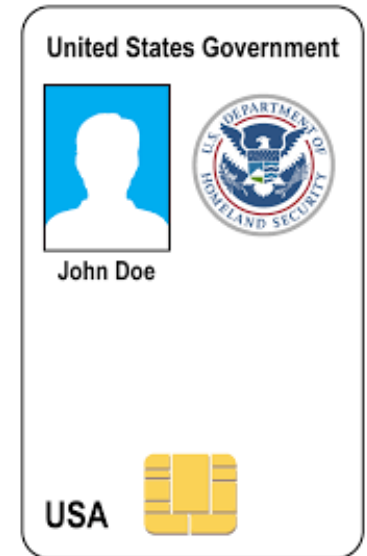 United States Government
U.S. DEPARTMENT OF
HOMELAND SECURITY
John Doe
USA